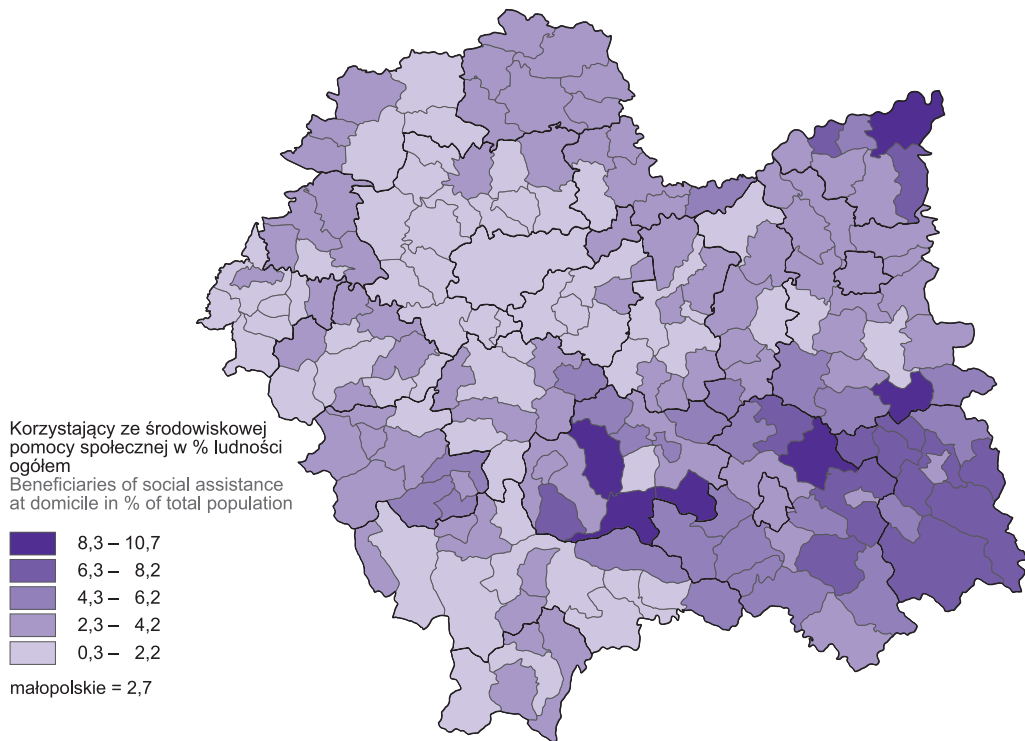 Korzystający ze środowiskowej
pomocy społecznej w % ludności
ogółem
Beneficiaries of social assistance
at domicile in % of total population
8,3 – 10,7
6,3 – 8,2
4,3 – 6,2
2,3 – 4,2
0,3 – 2,2
małopolskie = 2,7